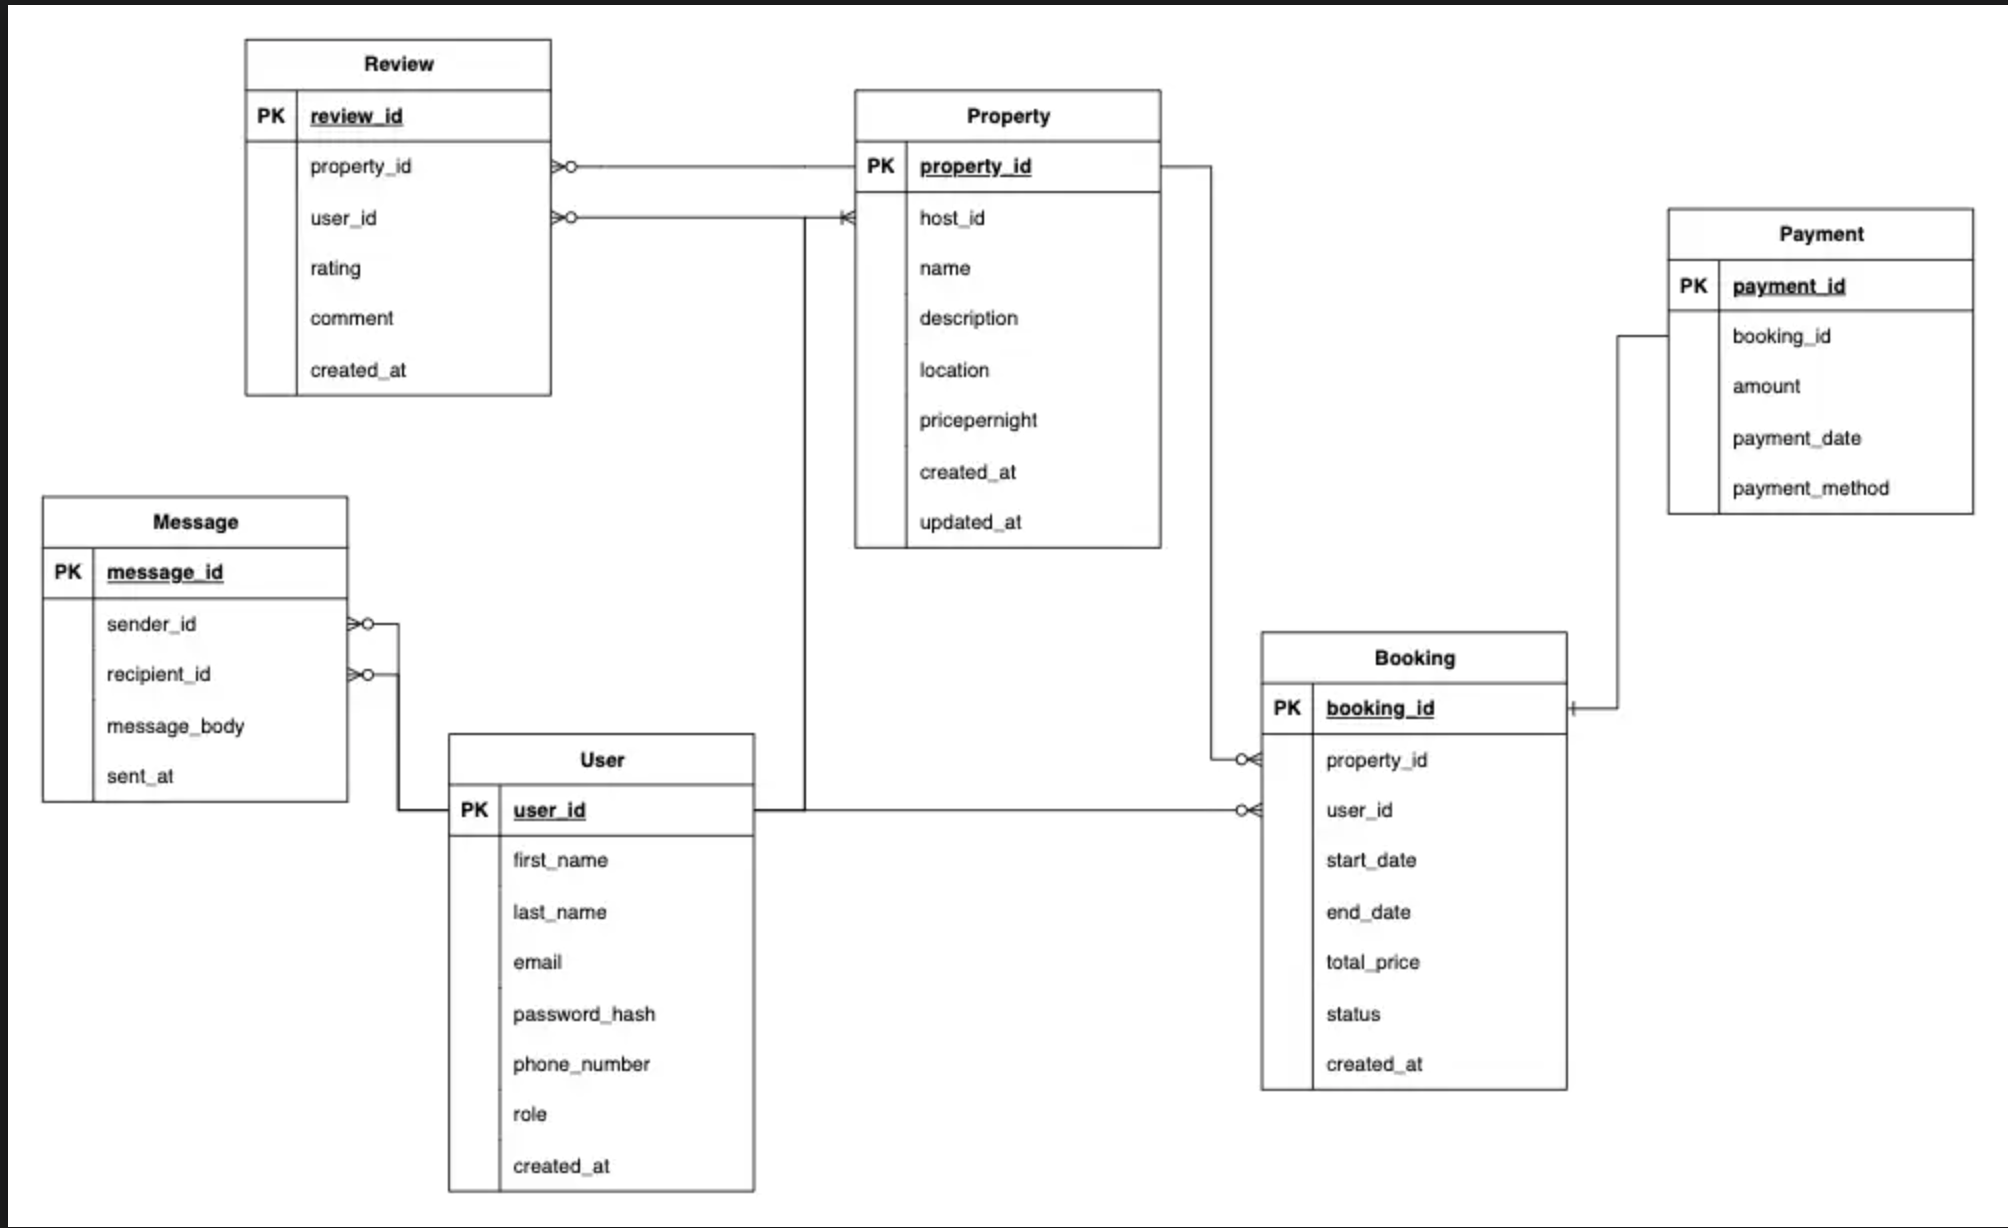 Review
PK review_id
property_id
user_id
rating
comment
created_at
Property
PK property_id
host_id
name
description
location
pricepernight
created_at
updated_at
Payment
PK payment_id
booking_id
amount
payment_date
payment_method
Message
PK message_id
sender_id
recipient_id
message_body
sent_at
User
PK user_id
first_name
last_name
email
password_hash
phone_number
role
created_at
Booking
PK booking_id
property_id
user_id
start_date
end_date
total_price
status
created_at